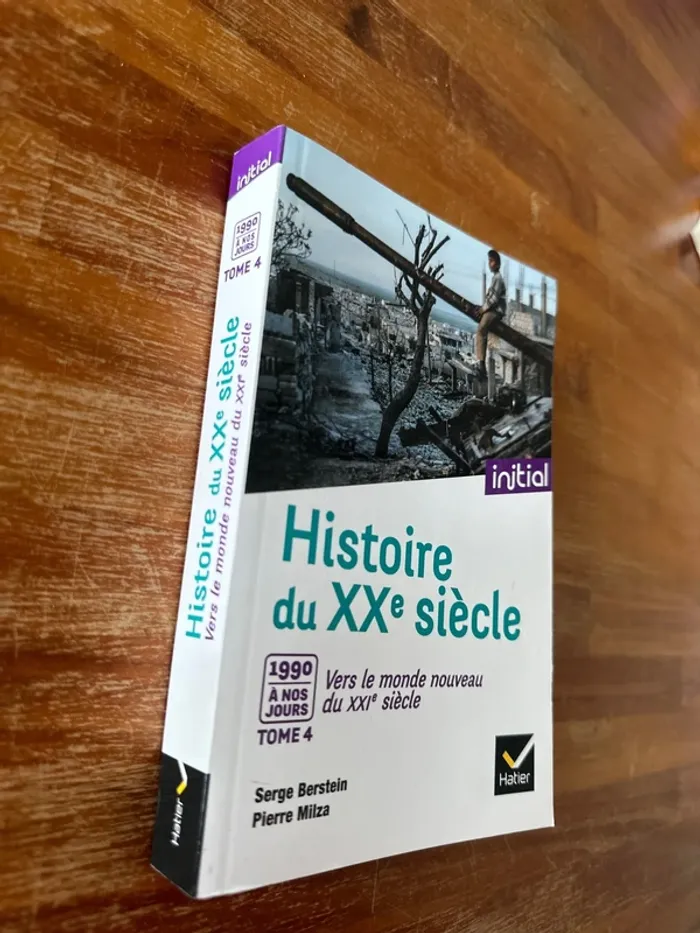 initial
1990
À NOS
JOURS
TOME 4
Histoire du XXe siècle
Vers le monde nouveau du XXIe siècle
Hatier
initial
Histoire
du XXe siècle
1990
À NOS
JOURS
TOME 4
Vers le monde nouveau
du XXIe siècle
Serge Berstein
Pierre Milza
Hatier